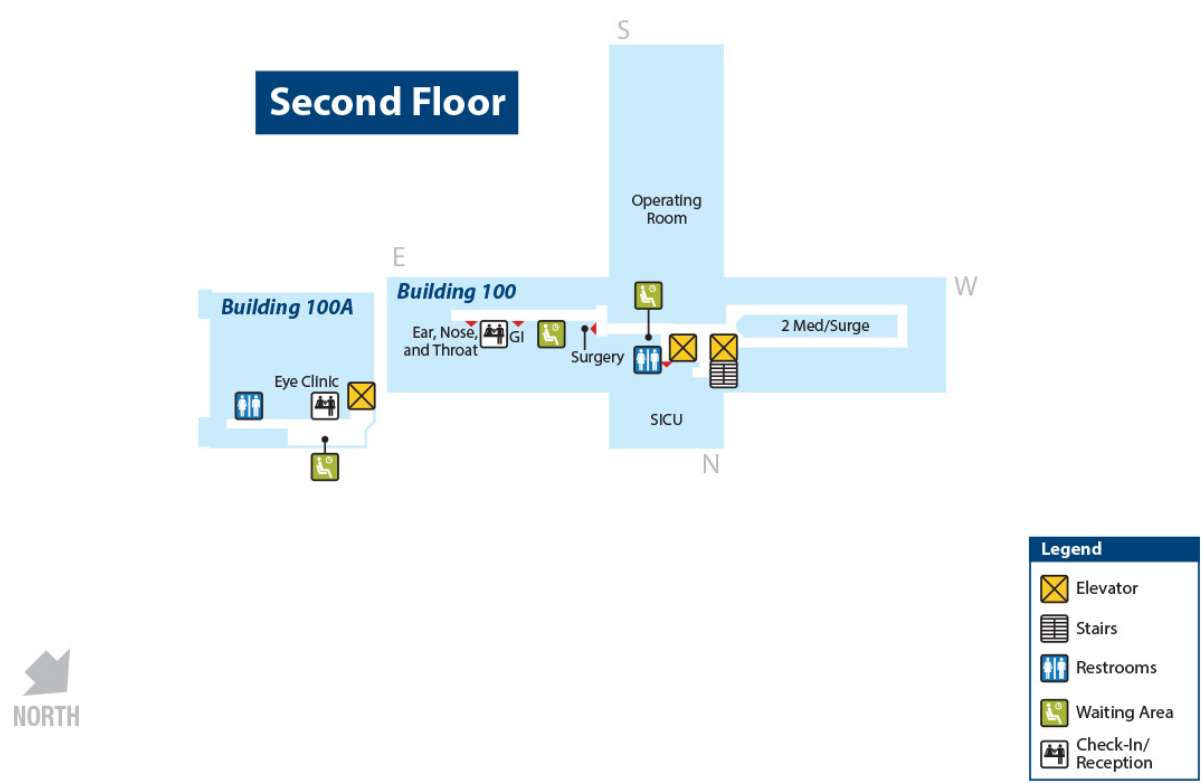 S
Second Floor
Operating
Room
E
W
Building 100A
Building 100
Ear, Nose,
and Throat
GI
Surgery
2 Med/Surge
Eye Clinic
SICU
N
Legend
Elevator
Stairs
Restrooms
Waiting Area
Check-In/
Reception
NORTH